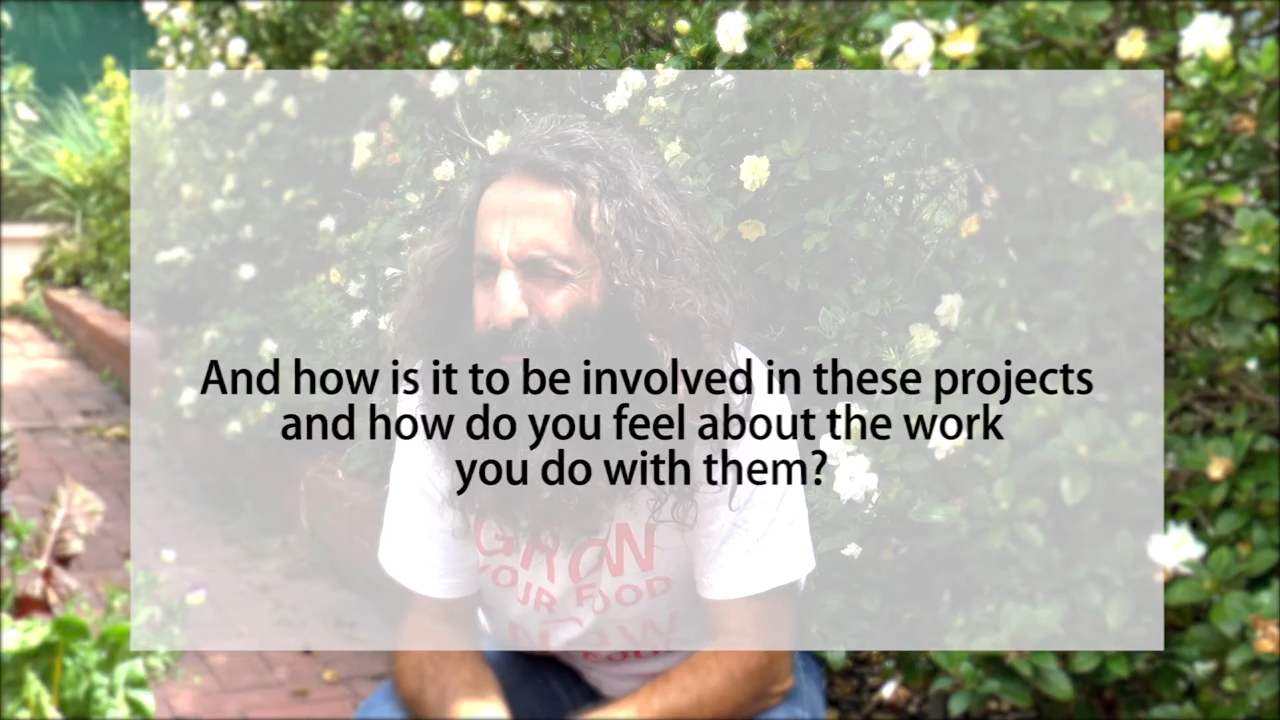 And how is it to be involved in these projects
and how do you feel about the work
you do with them?
GROW
YOUR FOOD